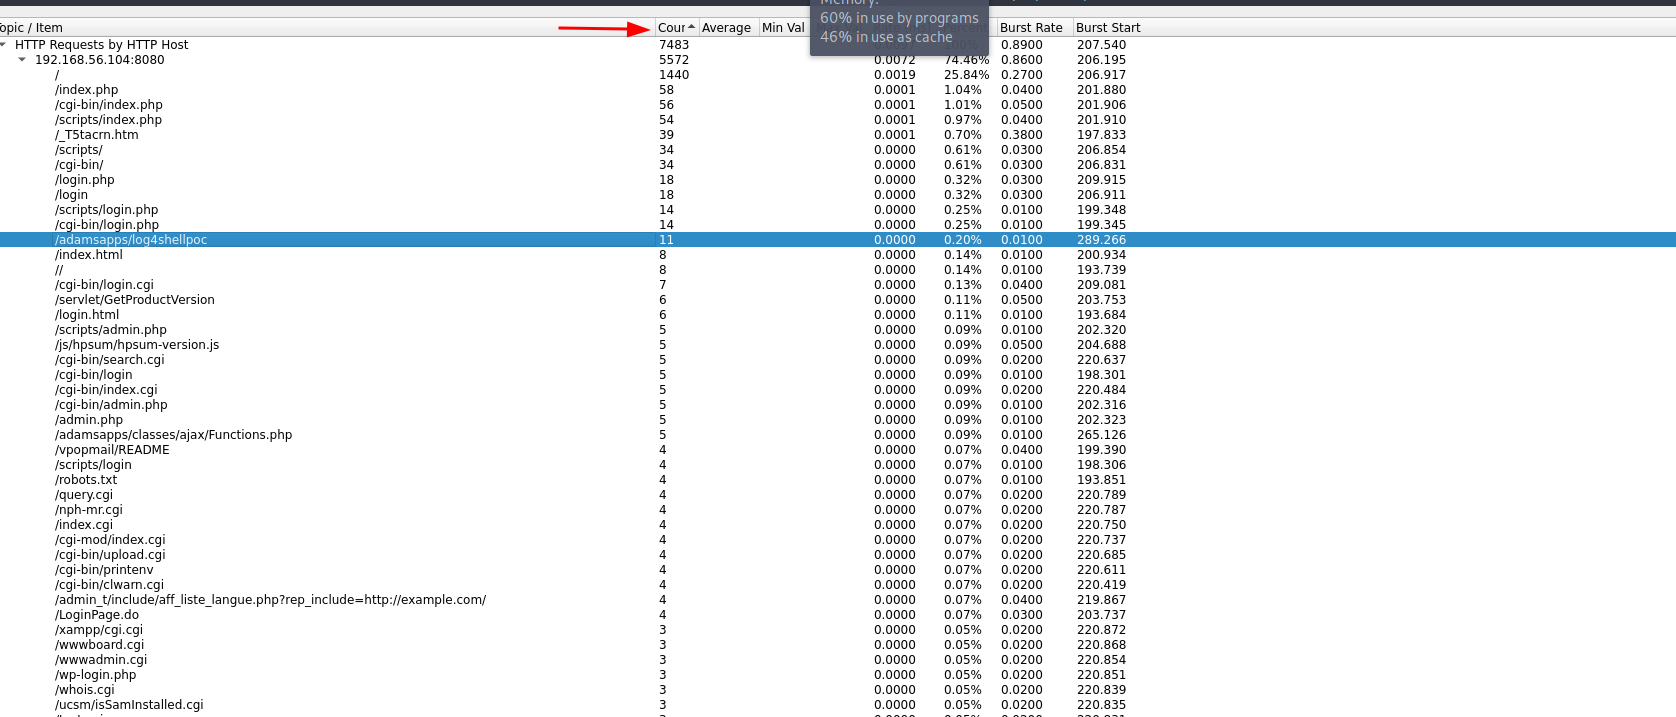 Memory:
60% in use by programs
46% in use as cache
opic / Item Cour Average Min Val Burst Rate Burst Start
HTTP Requests by HTTP Host 7483 100% 0.8900 207.540
192.168.56.104:8080 5572 0.0072 74.46% 0.8600 206.195
/ 1440 0.0019 25.84% 0.2700 206.917
/index.php 58 0.0001 1.04% 0.0400 201.880
/cgi-bin/index.php 56 0.0001 1.01% 0.0500 201.906
/scripts/index.php 54 0.0001 0.97% 0.0400 201.910
/_T5tacrn.htm 39 0.0001 0.70% 0.3800 197.833
/scripts/ 34 0.0000 0.61% 0.0300 206.854
/cgi-bin/ 34 0.0000 0.61% 0.0300 206.831
/login.php 18 0.0000 0.32% 0.0300 209.915
/login 18 0.0000 0.32% 0.0300 206.911
/scripts/login.php 14 0.0000 0.25% 0.0100 199.348
/cgi-bin/login.php 14 0.0000 0.25% 0.0100 199.345
/adamsapps/log4shellpoc 11 0.0000 0.20% 0.0100 289.266
/index.html 8 0.0000 0.14% 0.0100 200.934
// 8 0.0000 0.14% 0.0100 193.739
/cgi-bin/login.cgi 7 0.0000 0.13% 0.0400 209.081
/servlet/GetProductVersion 6 0.0000 0.11% 0.0500 203.753
/login.html 6 0.0000 0.11% 0.0100 193.684
/scripts/admin.php 5 0.0000 0.09% 0.0100 202.320
/js/hpsum/hpsum-version.js 5 0.0000 0.09% 0.0500 204.688
/cgi-bin/search.cgi 5 0.0000 0.09% 0.0200 220.637
/cgi-bin/login 5 0.0000 0.09% 0.0100 198.301
/cgi-bin/index.cgi 5 0.0000 0.09% 0.0200 220.484
/cgi-bin/admin.php 5 0.0000 0.09% 0.0100 202.316
/admin.php 5 0.0000 0.09% 0.0100 202.323
/adamsapps/classes/ajax/Functions.php 5 0.0000 0.09% 0.0100 265.126
/vpopmail/README 4 0.0000 0.07% 0.0400 199.390
/scripts/login 4 0.0000 0.07% 0.0100 198.306
/robots.txt 4 0.0000 0.07% 0.0100 193.851
/query.cgi 4 0.0000 0.07% 0.0200 220.789
/nph-mr.cgi 4 0.0000 0.07% 0.0200 220.787
/index.cgi 4 0.0000 0.07% 0.0200 220.750
/cgi-mod/index.cgi 4 0.0000 0.07% 0.0200 220.737
/cgi-bin/upload.cgi 4 0.0000 0.07% 0.0200 220.685
/cgi-bin/printenv 4 0.0000 0.07% 0.0200 220.611
/cgi-bin/clwarn.cgi 4 0.0000 0.07% 0.0200 220.419
/admin_t/include/aff_liste_langue.php?rep_include=http://example.com/ 4 0.0000 0.07% 0.0400 219.867
/LoginPage.do 4 0.0000 0.07% 0.0300 203.737
/xampp/cgi.cgi 3 0.0000 0.05% 0.0200 220.872
/wwwboard.cgi 3 0.0000 0.05% 0.0200 220.868
/wwwadmin.cgi 3 0.0000 0.05% 0.0200 220.854
/wp-login.php 3 0.0000 0.05% 0.0200 220.851
/whois.cgi 3 0.0000 0.05% 0.0200 220.839
/ucsm/isSamInstalled.cgi 3 0.0000 0.05% 0.0200 220.835